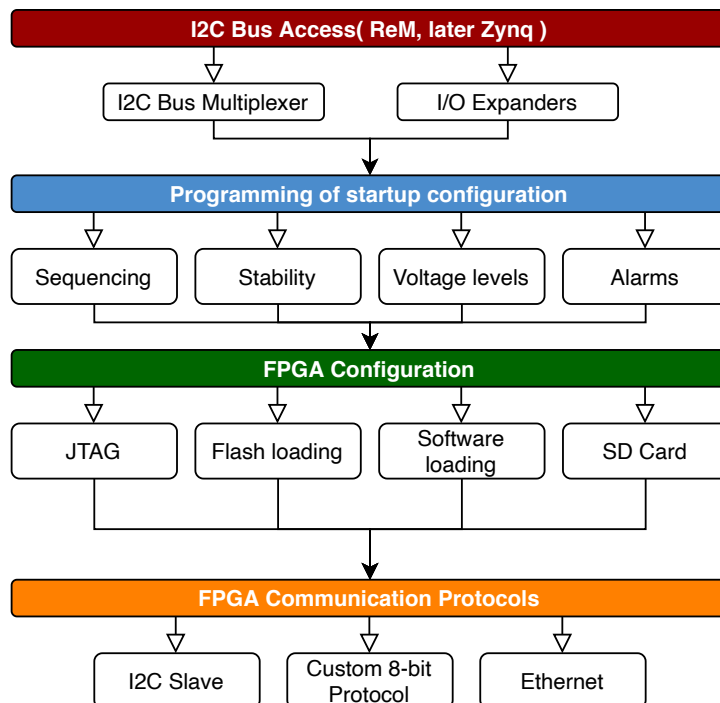 I2C Bus Access( ReM, later Zynq )
I2C Bus Multiplexer
I/O Expanders
Programming of startup configuration
Sequencing
Stability
Voltage levels
Alarms
FPGA Configuration
JTAG
Flash loading
Software
loading
SD Card
FPGA Communication Protocols
I2C Slave
Custom 8-bit
Protocol
Ethernet